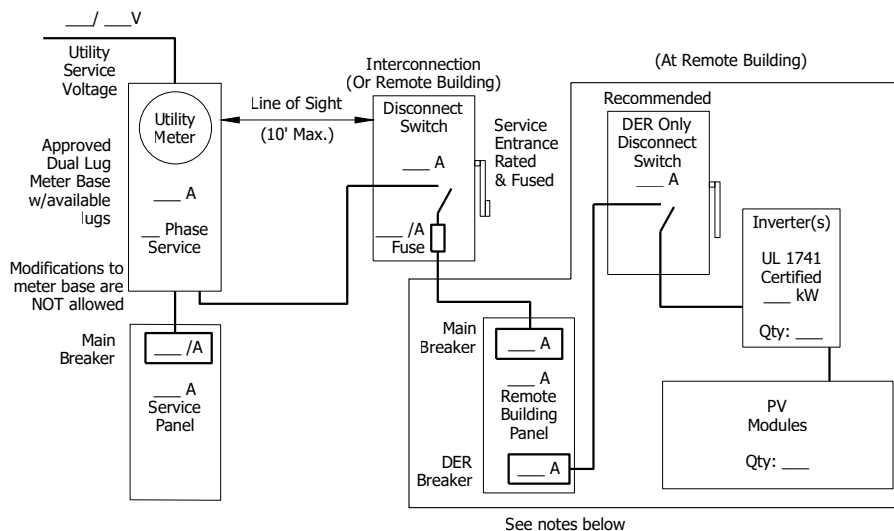 ___/ ___V
Utility
Service
Voltage
Utility
Meter
Approved
Dual Lug
Meter Base
w/available
lugs
___ A
__ Phase
Service
Modifications to
meter base are
NOT allowed
Main
Breaker
___ /A
___ A
Service
Panel
Line of Sight
(10' Max.)
Interconnection
(Or Remote Building)
Disconnect
Switch
___ A
___ /A
Fuse
Service
Entrance
Rated
& Fused
(At Remote Building)
Recommended
DER Only
Disconnect
Switch
___ A
Inverter(s)
UL 1741
Certified
___ kW
Qty: ___
Main
Breaker
___ A
___ A
Remote
Building
Panel
DER
Breaker
___ A
PV
Modules
Qty: ___
See notes below